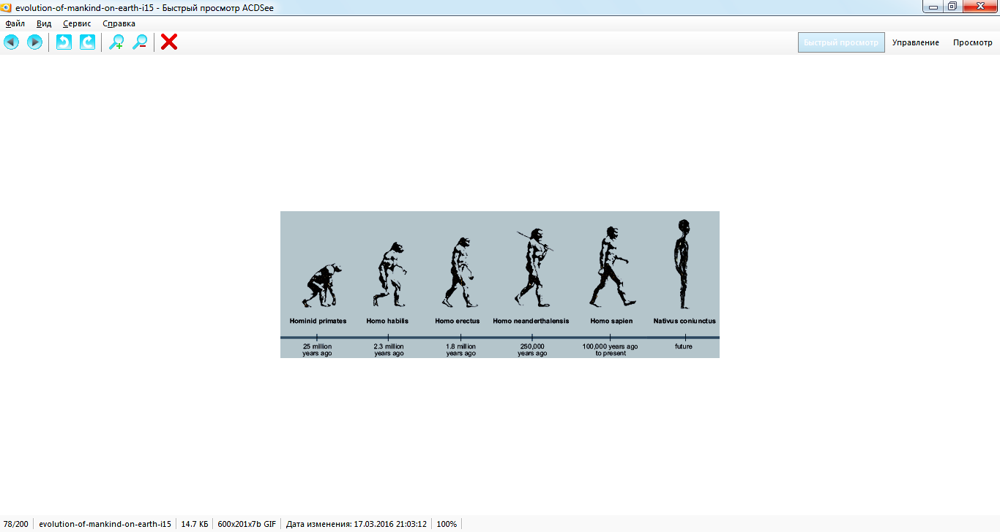 evolution-of-mankind-on-earth-i15 - Быстрый просмотр ACDSee
Файл Вид Сервис Справка
Быстрый просмотр Управление Просмотр
Hominid primates Homo habilis Homo erectus Homo neanderthalensis Homo sapien Nativus coniunctus
25 million 2.3 million 1.8 million 250,000 100,000 years ago future
years ago years ago years ago years ago to present
78/200 evolution-of-mankind-on-earth-i15 14.7 КБ 600x201x7b GIF Дата изменения: 17.03.2016 21:03:12 100%